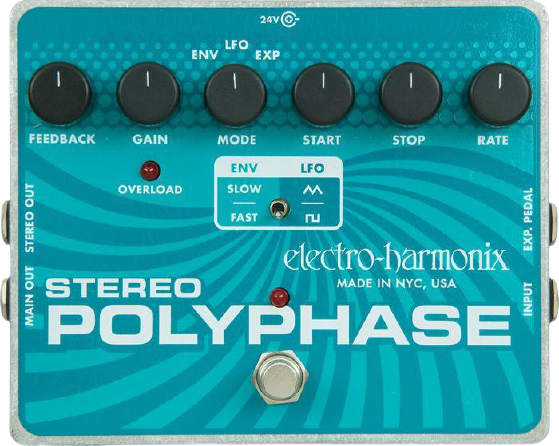 24V
ENV LFO EXP
FEEDBACK GAIN MODE START STOP RATE
OVERLOAD
ENV LFO
SLOW
FAST
STEREO OUT
EXP. PEDAL
electro-harmonix
MADE IN NYC, USA
MAIN OUT
INPUT
STEREO
POLYPHASE